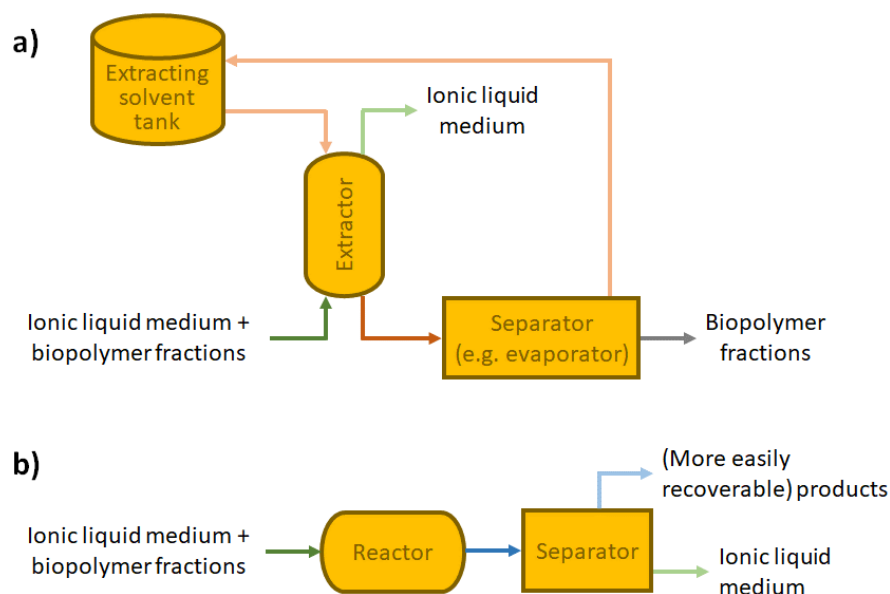 a)
Extracting
solvent
tank
Ionic liquid
medium
Extractor
Ionic liquid medium +
biopolymer fractions
Separator
(e.g. evaporator)
Biopolymer
fractions
b)
(More easily
recoverable) products
Ionic liquid medium +
biopolymer fractions
Reactor
Separator
Ionic liquid
medium